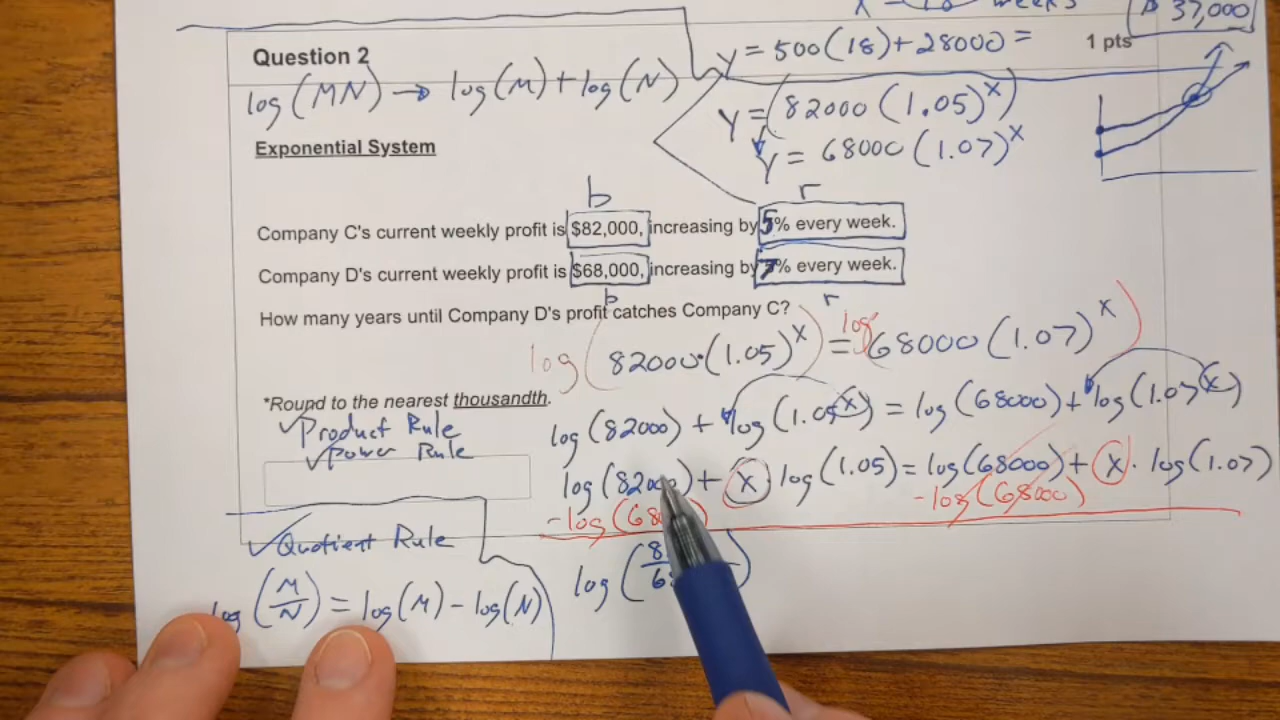 Question 2
1 pts
37,000
Y = 500(18) + 28000 =
log(MN) → log(M) + log(N)
Y = (82000(1.05)^x)
Y = 68000(1.07)^x
Exponential System
b
r
Company C's current weekly profit is $82,000, increasing by 5% every week.
Company D's current weekly profit is $68,000, increasing by 7% every week.
b
r
How many years until Company D's profit catches Company C?
log(82000·(1.05)^x) = log(68000(1.07)^x)
*Round to the nearest thousandth.
✓Product Rule
✓Power Rule
log(82000) + log(1.05^x) = log(68000) + log(1.07^x)
log(82000) + x·log(1.05) = log(68000) + x·log(1.07)
-log(68 -log(68000)
✓Quotient Rule
log(M/N) = log(M) - log(N)
log(8 / 6 )